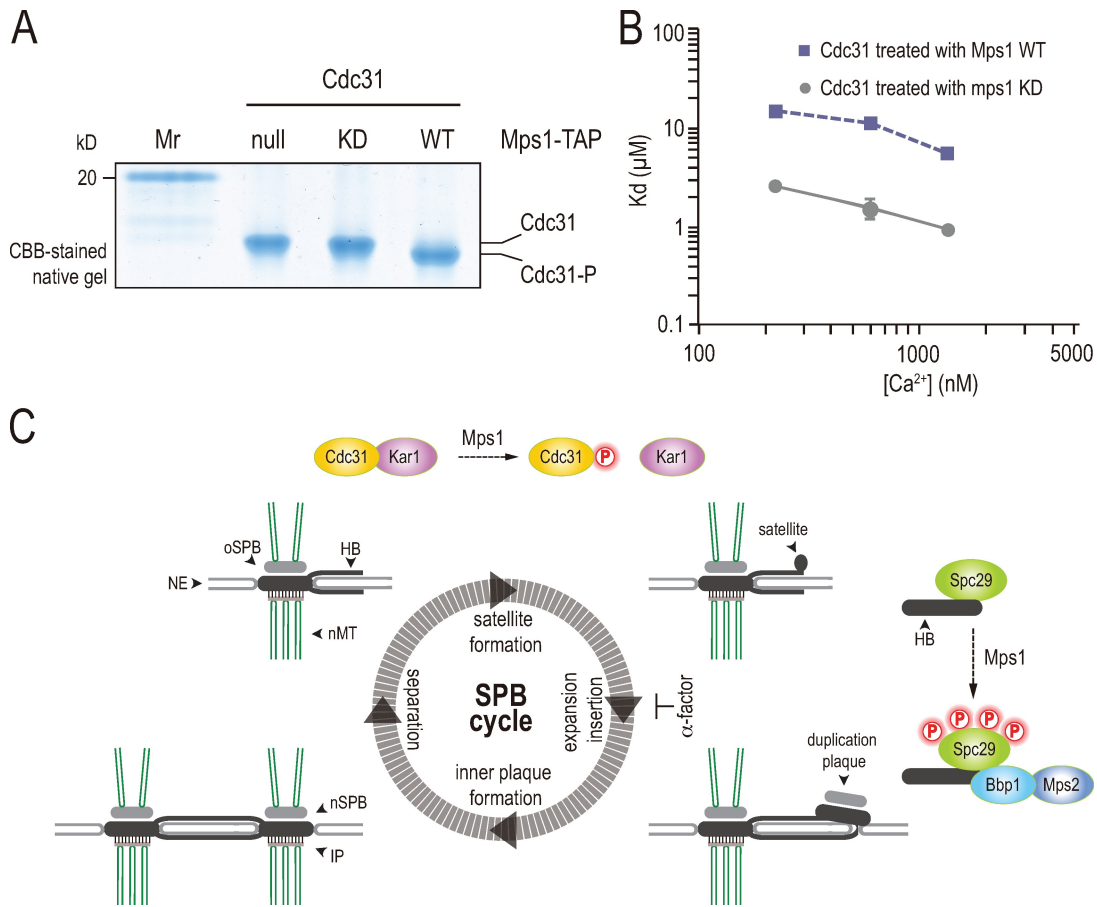 A
Cdc31
kD
Mr
null
KD
WT
Mps1-TAP
20
CBB-stained
native gel
Cdc31
Cdc31-P
B
Cdc31 treated with Mps1 WT
Cdc31 treated with mps1 KD
100
10
1
0.1
Kd (µM)
100
1000
5000
[Ca²⁺] (nM)
C
Cdc31
Kar1
Mps1
Cdc31
P
Kar1
oSPB
HB
NE
nMT
satellite
Spc29
HB
Mps1
P
P
P
P
Spc29
Bbp1
Mps2
satellite
formation
separation
SPB
cycle
expansion
insertion
α-factor
inner plaque
formation
duplication
plaque
nSPB
IP